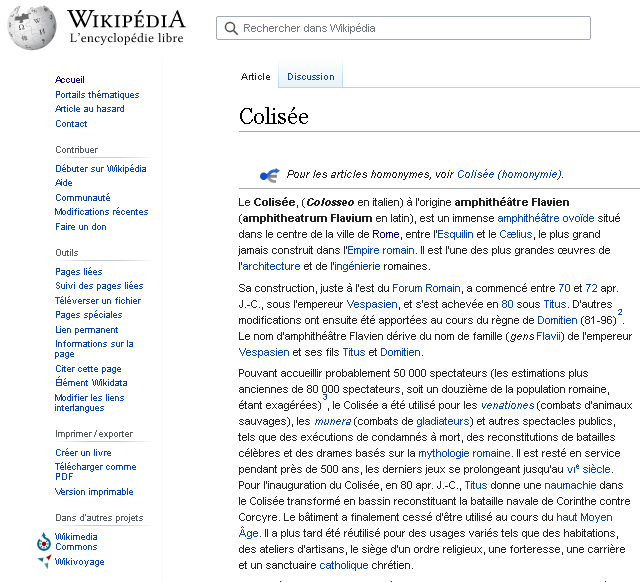 WIKIPÉDIA
L'encyclopédie libre
Rechercher dans Wikipédia
Accueil
Portails thématiques
Article au hasard
Contact
Contribuer
Débuter sur Wikipédia
Aide
Communauté
Modifications récentes
Faire un don
Outils
Pages liées
Suivi des pages liées
Téléverser un fichier
Pages spéciales
Lien permanent
Informations sur la
page
Citer cette page
Élément Wikidata
Modifier les liens
interlangues
Imprimer / exporter
Créer un livre
Télécharger comme
PDF
Version imprimable
Dans d'autres projets
Wikimedia
Commons
Wikivoyage
Article Discussion
Colisée
Pour les articles homonymes, voir Colisée (homonymie).
Le Colisée, (Colosseo en italien) à l'origine amphithéâtre Flavien
(amphitheatrum Flavium en latin), est un immense amphithéâtre ovoïde situé
dans le centre de la ville de Rome, entre l'Esquilin et le Cælius, le plus grand
jamais construit dans l'Empire romain. Il est l'une des plus grandes œuvres de
l'architecture et de l'ingénierie romaines.
Sa construction, juste à l'est du Forum Romain, a commencé entre 70 et 72 apr.
J.-C., sous l'empereur Vespasien, et s'est achevée en 80 sous Titus. D'autres
modifications ont ensuite été apportées au cours du règne de Domitien (81-96)2.
Le nom d'amphithéâtre Flavien dérive du nom de famille (gens Flavii) de l'empereur
Vespasien et ses fils Titus et Domitien.
Pouvant accueillir probablement 50 000 spectateurs (les estimations plus
anciennes de 80 000 spectateurs, soit un douzième de la population romaine,
étant exagérées)3, le Colisée a été utilisé pour les venationes (combats d'animaux
sauvages), les munera (combats de gladiateurs) et autres spectacles publics,
tels que des exécutions de condamnés à mort, des reconstitutions de batailles
célèbres et des drames basés sur la mythologie romaine. Il est resté en service
pendant près de 500 ans, les derniers jeux se prolongeant jusqu'au VIe siècle.
Pour l'inauguration du Colisée, en 80 apr. J.-C., Titus donne une naumachie dans
le Colisée transformé en bassin reconstituant la bataille navale de Corinthe contre
Corcyre. Le bâtiment a finalement cessé d'être utilisé au cours du haut Moyen
Âge. Il a plus tard été réutilisé pour des usages variés tels que des habitations,
des ateliers d'artisans, le siège d'un ordre religieux, une forteresse, une carrière
et un sanctuaire catholique chrétien.